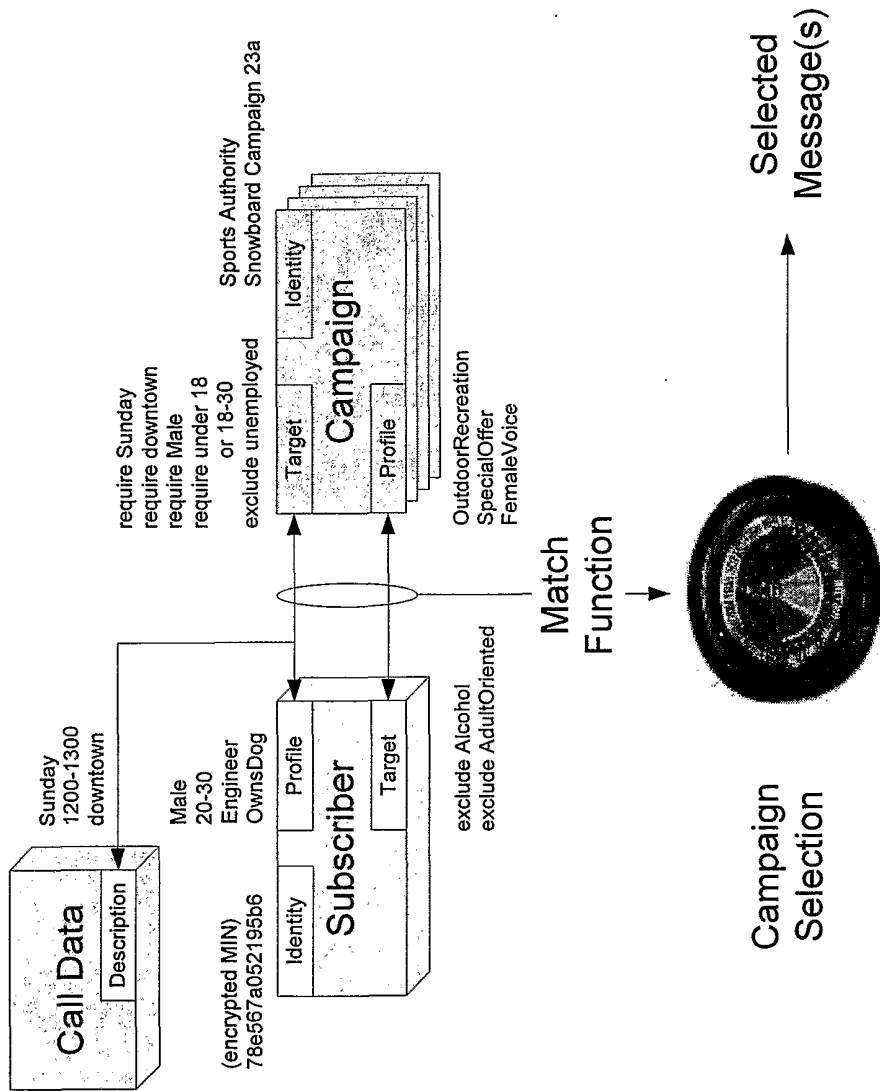 Call Data
Description
Sunday
1200-1300
downtown
(encrypted MIN)
78e567a052195b6
Identity
Subscriber
Male
20-30
Engineer
OwnsDog
Profile
Target
exclude Alcohol
exclude AdultOriented
require Sunday
require downtown
require Male
require under 18
or 18-30
exclude unemployed
Target
Campaign
Profile
Identity
Sports Authority
Snowboard Campaign 23a
OutdoorRecreation
SpecialOffer
FemaleVoice
Match
Function
Campaign
Selection
Selected
Message(s)